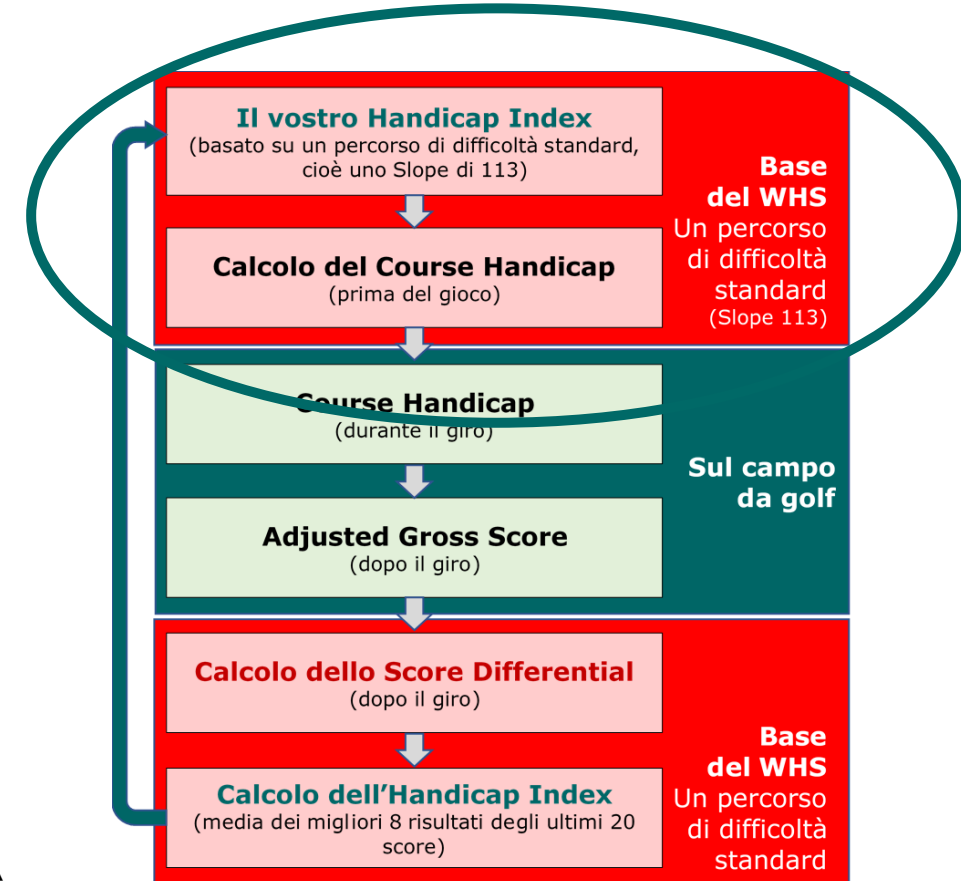 Il vostro Handicap Index
(basato su un percorso di difficoltà standard,
cioè uno Slope di 113)
Calcolo del Course Handicap
(prima del gioco)
Base
del WHS
Un percorso
di difficoltà
standard
(Slope 113)
Course Handicap
(durante il giro)
Adjusted Gross Score
(dopo il giro)
Sul campo
da golf
Calcolo dello Score Differential
(dopo il giro)
Calcolo dell’Handicap Index
(media dei migliori 8 risultati degli ultimi 20
score)
Base
del WHS
Un percorso
di difficoltà
standard